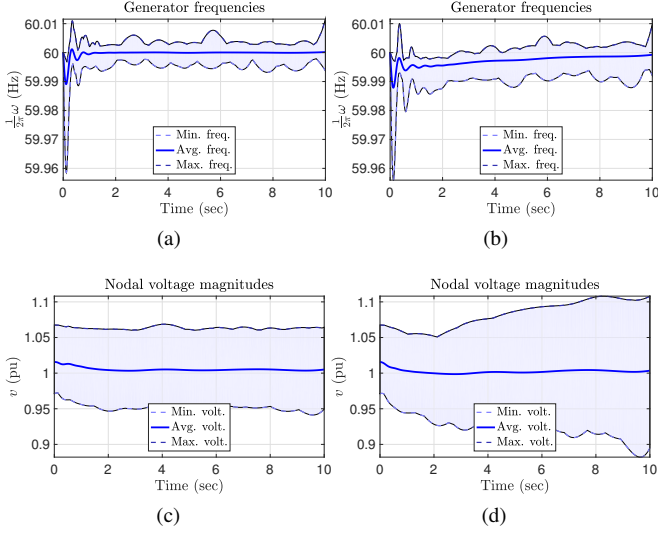 Generator frequencies
60.01
60
59.99
59.98
59.97
59.96
1/2π ω (Hz)
Min. freq.
Avg. freq.
Max. freq.
0 2 4 6 8 10
Time (sec)
(a)
Generator frequencies
60.01
60
59.99
59.98
59.97
59.96
1/2π ω (Hz)
Min. freq.
Avg. freq.
Max. freq.
0 2 4 6 8 10
Time (sec)
(b)
Nodal voltage magnitudes
1.1
1.05
1
0.95
0.9
v (pu)
Min. volt.
Avg. volt.
Max. volt.
0 2 4 6 8 10
Time (sec)
(c)
Nodal voltage magnitudes
1.1
1.05
1
0.95
0.9
v (pu)
Min. volt.
Avg. volt.
Max. volt.
0 2 4 6 8 10
Time (sec)
(d)